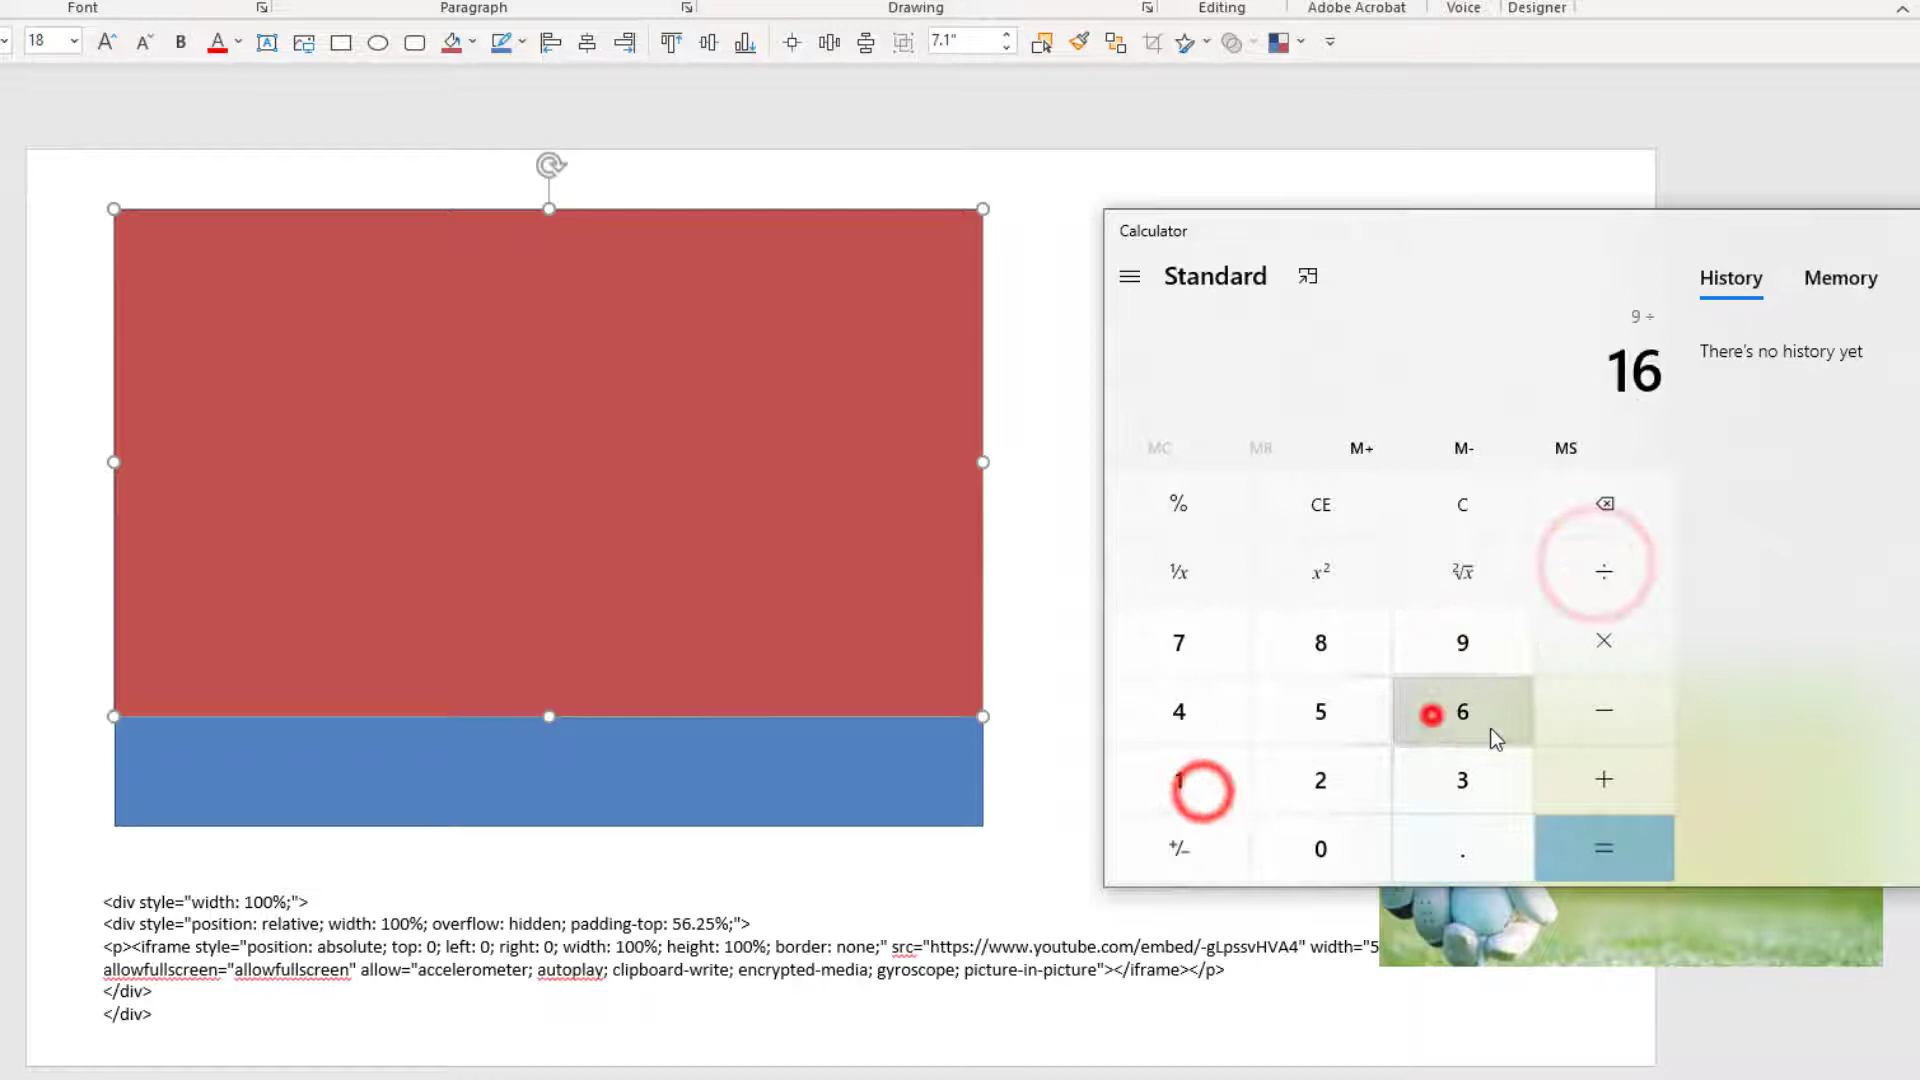 Font
Paragraph
Drawing
Editing
Adobe Acrobat
Voice
Designer
18
A
A
B
A
A
7.1"
Calculator
Standard
History
Memory
9 ÷
16
There's no history yet
MC
MR
M+
M-
MS
%
CE
C
¹/x
x²
²√x
÷
7
8
9
×
4
5
6
−
1
2
3
+
+/−
0
.
=
<div style="width: 100%;">
<div style="position: relative; width: 100%; overflow: hidden; padding-top: 56.25%;">
<p><iframe style="position: absolute; top: 0; left: 0; right: 0; width: 100%; height: 100%; border: none;" src="https://www.youtube.com/embed/-gLpssvHVA4" width="5
allowfullscreen="allowfullscreen" allow="accelerometer; autoplay; clipboard-write; encrypted-media; gyroscope; picture-in-picture"></iframe></p>
</div>
</div>